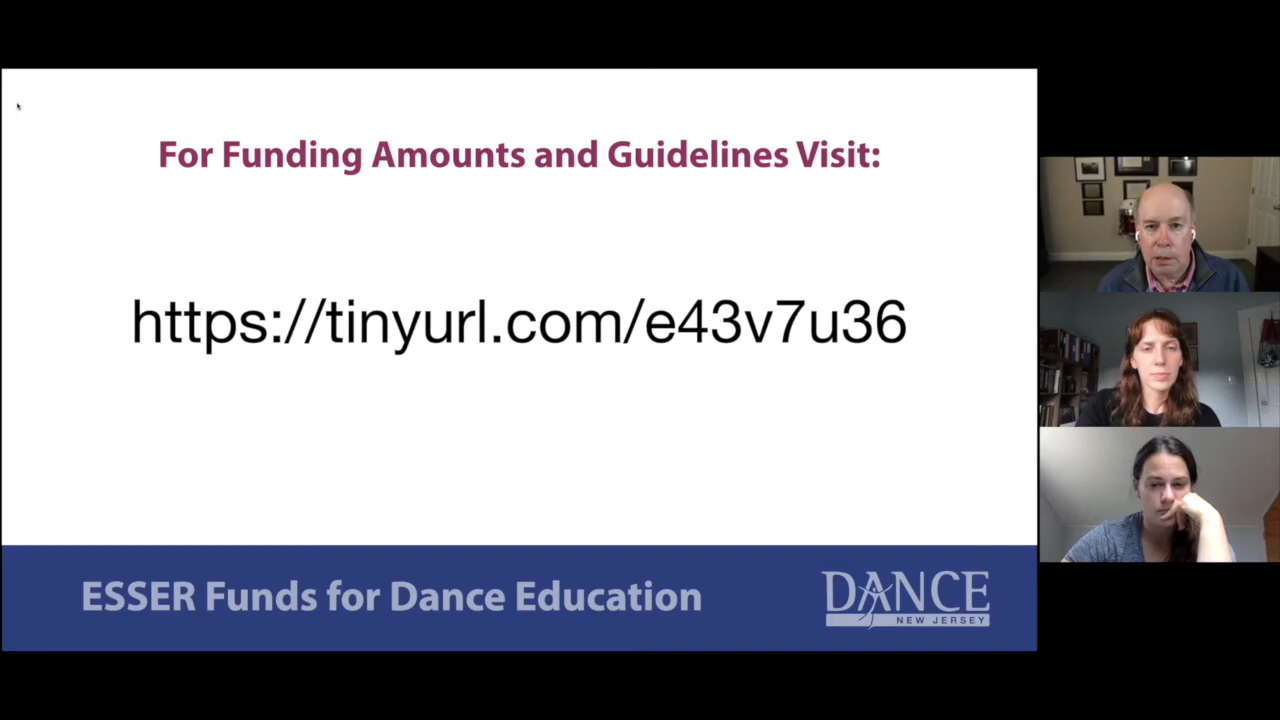 For Funding Amounts and Guidelines Visit:
https://tinyurl.com/e43v7u36
ESSER Funds for Dance Education
DANCE
NEW JERSEY